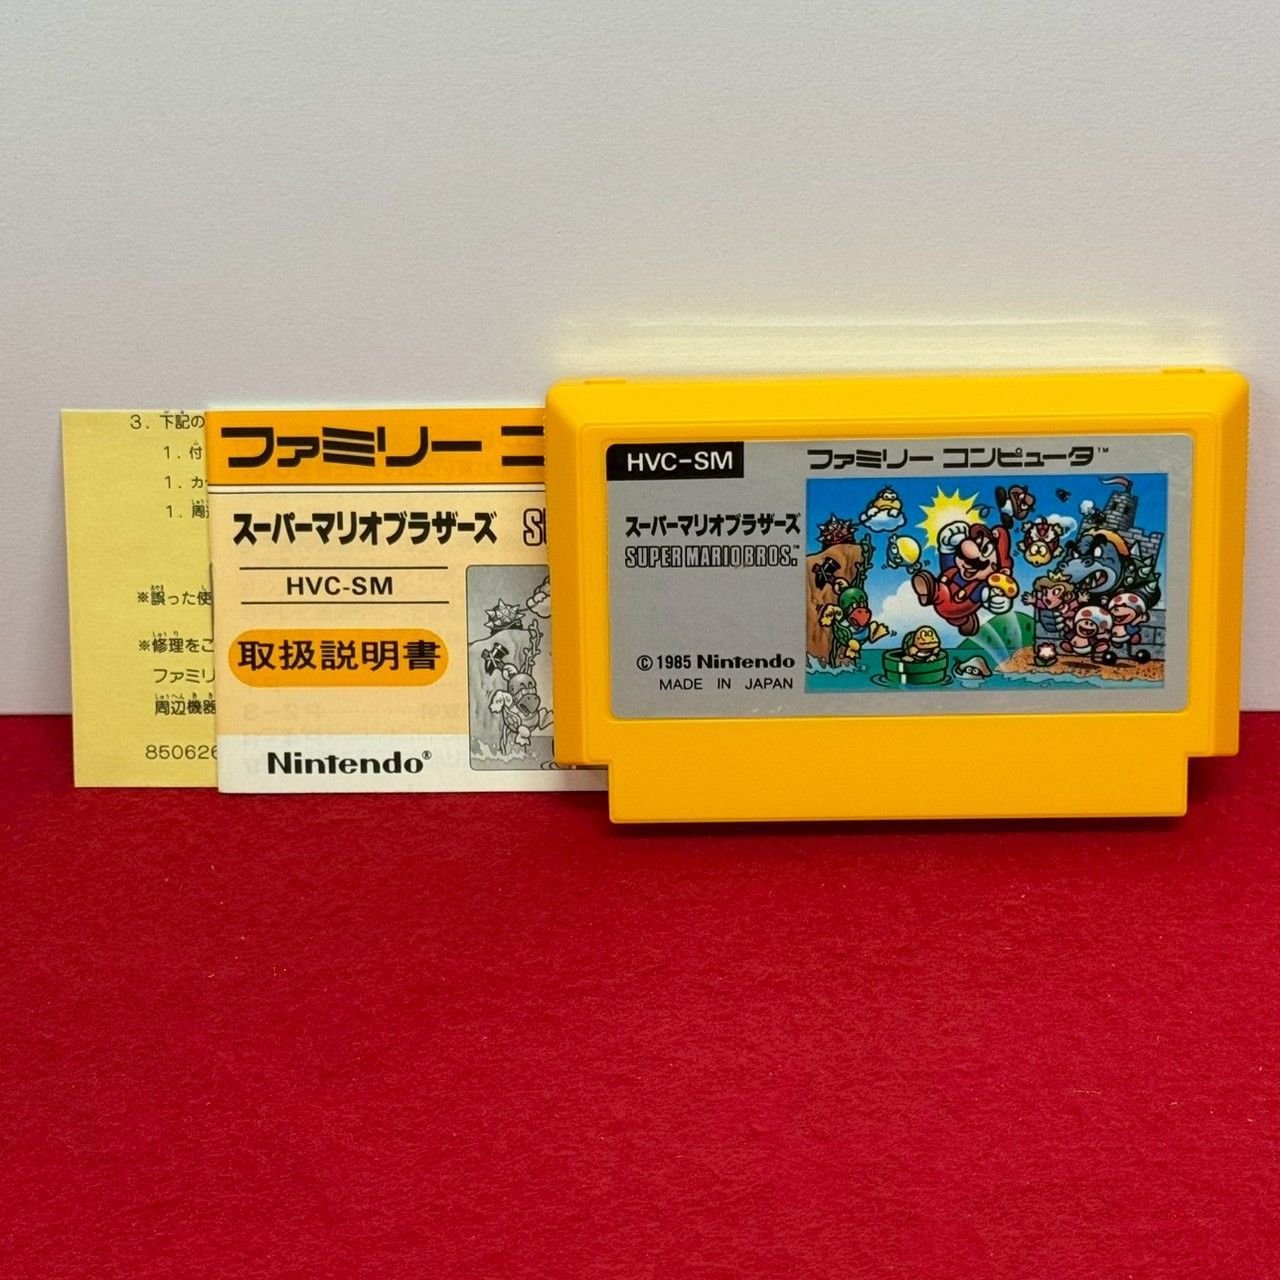 3. 下記の
1. 付
1. カ
1. 周
※誤った使
※修理をご
ファミリ
周辺機器
850626
ファミリー コ
スーパーマリオブラザーズ
HVC-SM
取扱説明書
Nintendo®
HVC-SM
ファミリー コンピュータ™
スーパーマリオブラザーズ
SUPER MARIO BROS.™
© 1985 Nintendo
MADE IN JAPAN